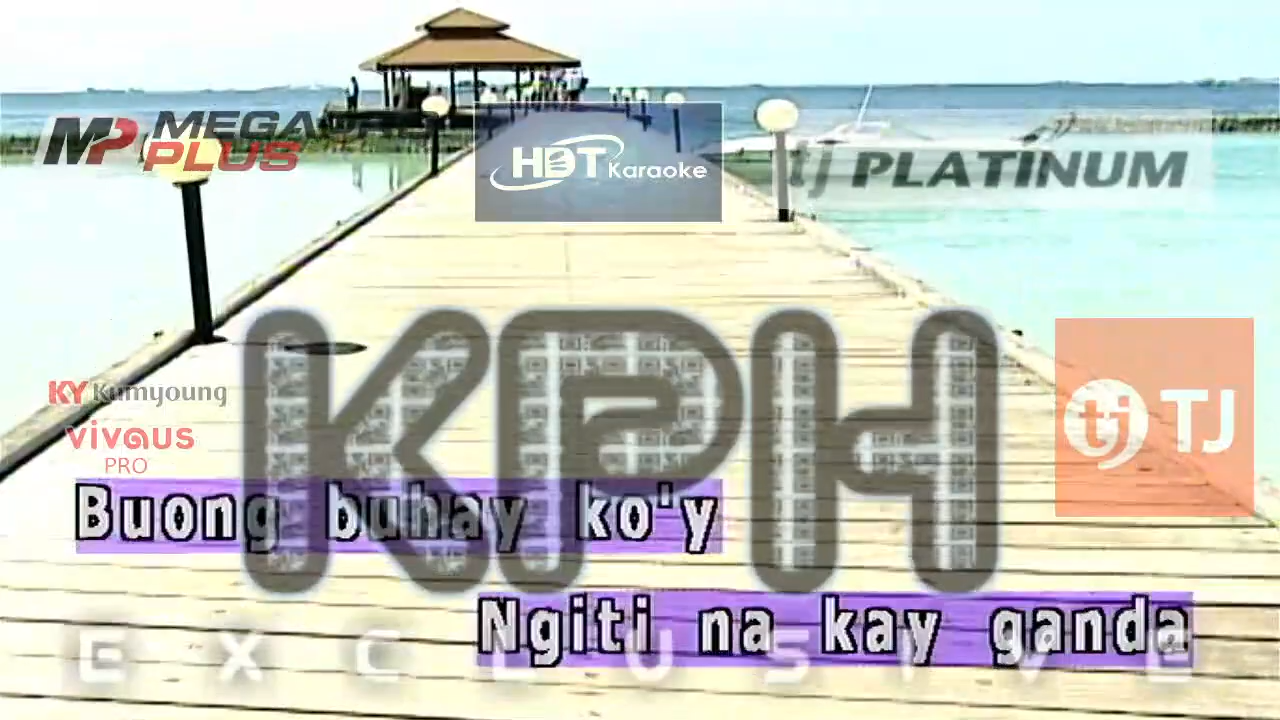 MP MEGAPRO PLUS
HDT Karaoke
tj PLATINUM
KPH
KY Kumyoung
vivaus
PRO
tj TJ
Buong buhay ko'y
Ngiti na kay ganda
EXCLUSIVE